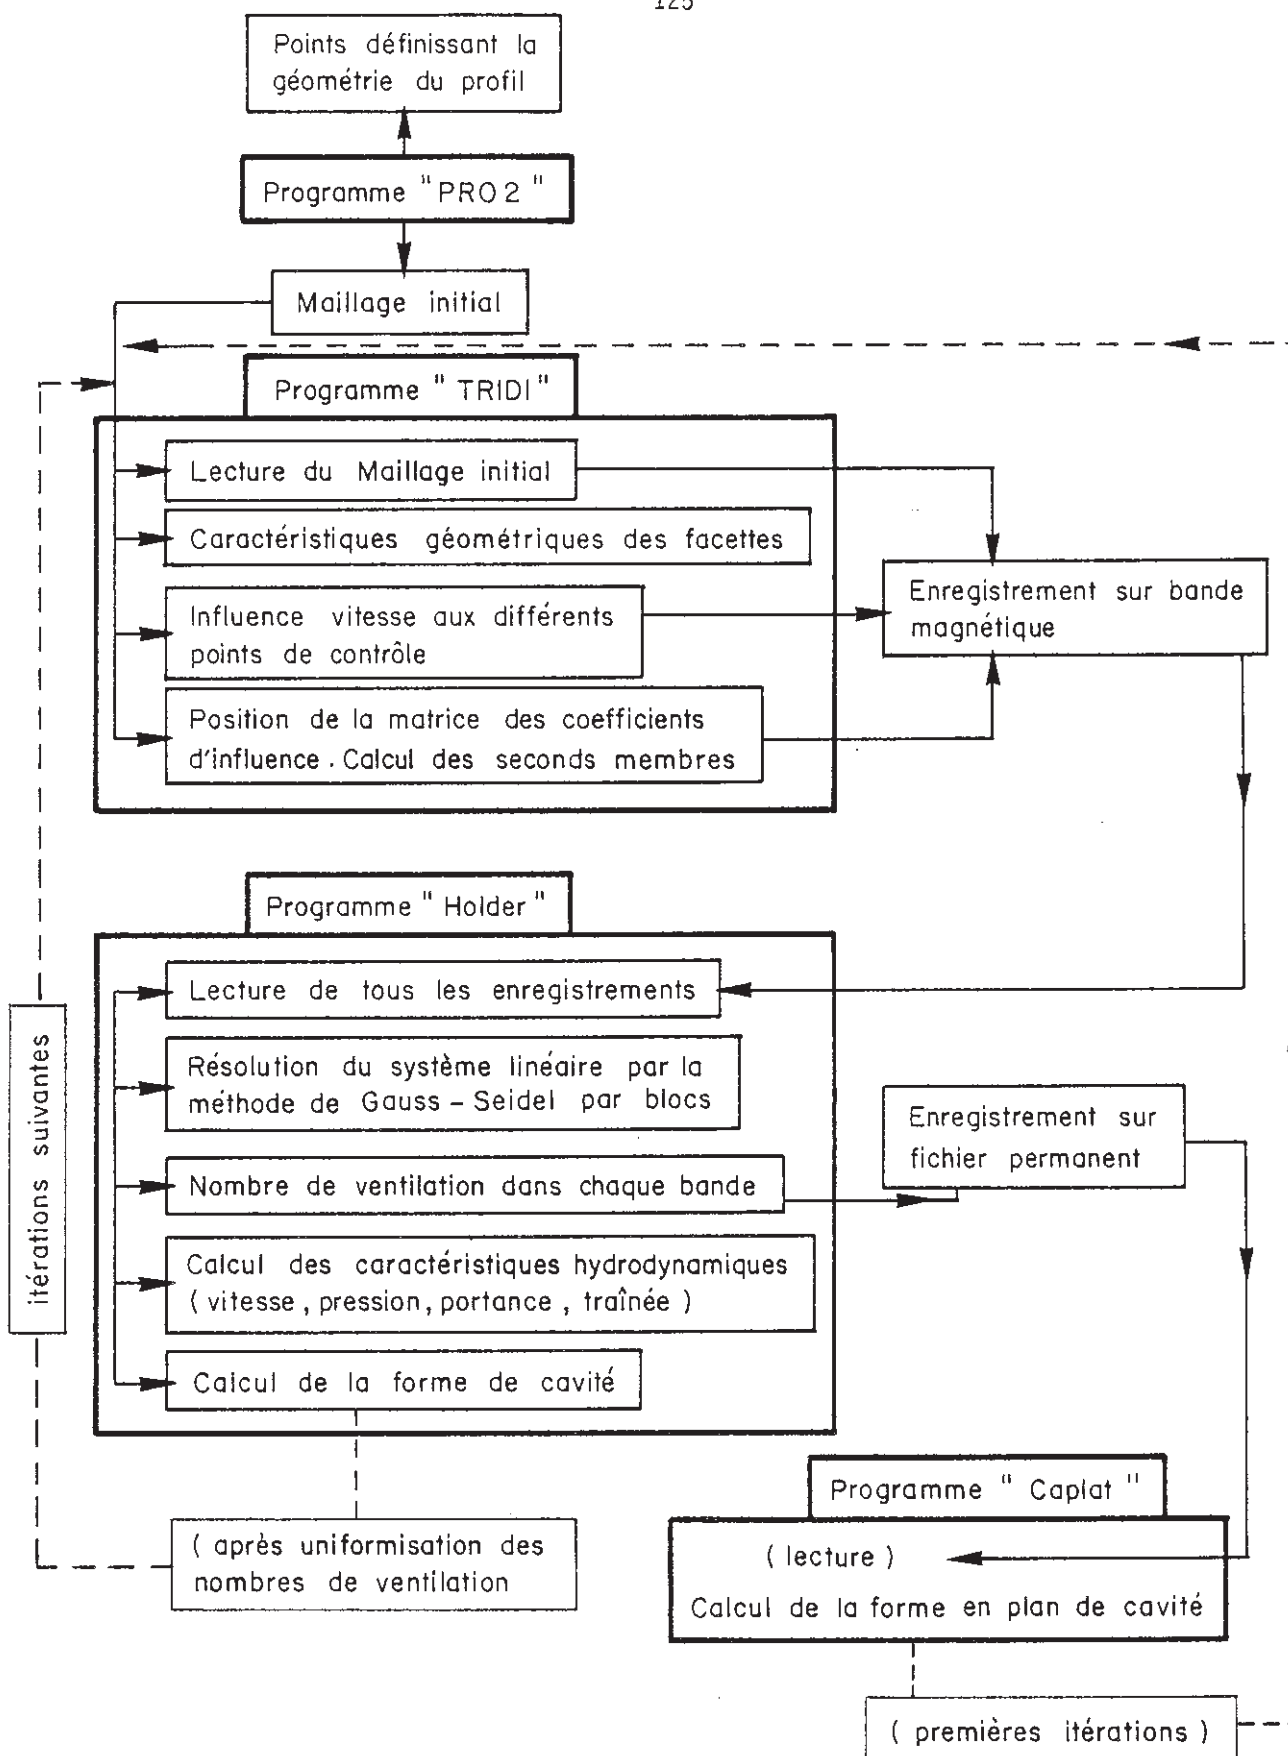 125
Points définissant la
géométrie du profil
Programme "PRO2"
Maillage initial
Programme "TRIDI"
Lecture du Maillage initial
Caractéristiques géométriques des facettes
Influence vitesse aux différents
points de contrôle
Position de la matrice des coefficients
d'influence. Calcul des seconds membres
Enregistrement sur bande
magnétique
Programme "Holder"
Lecture de tous les enregistrements
Résolution du système linéaire par la
méthode de Gauss-Seidel par blocs
Nombre de ventilation dans chaque bande
Calcul des caractéristiques hydrodynamiques
(vitesse, pression, portance, traînée)
Calcul de la forme de cavité
Enregistrement sur
fichier permanent
itérations suivantes
(après uniformisation des
nombres de ventilation
Programme "Caplat"
(lecture)
Calcul de la forme en plan de cavité
(premières itérations)